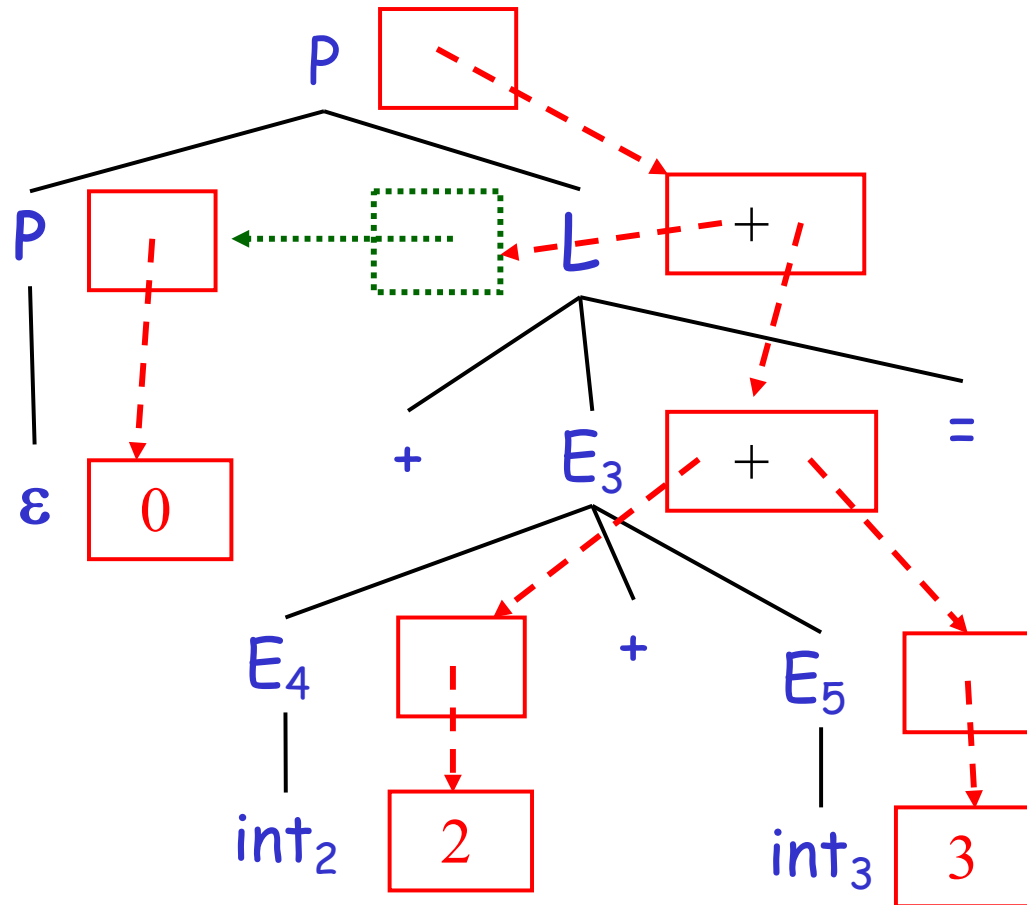 P
P L +
+ E₃ + =
ε 0
E₄ + E₅
int₂ 2 int₃ 3